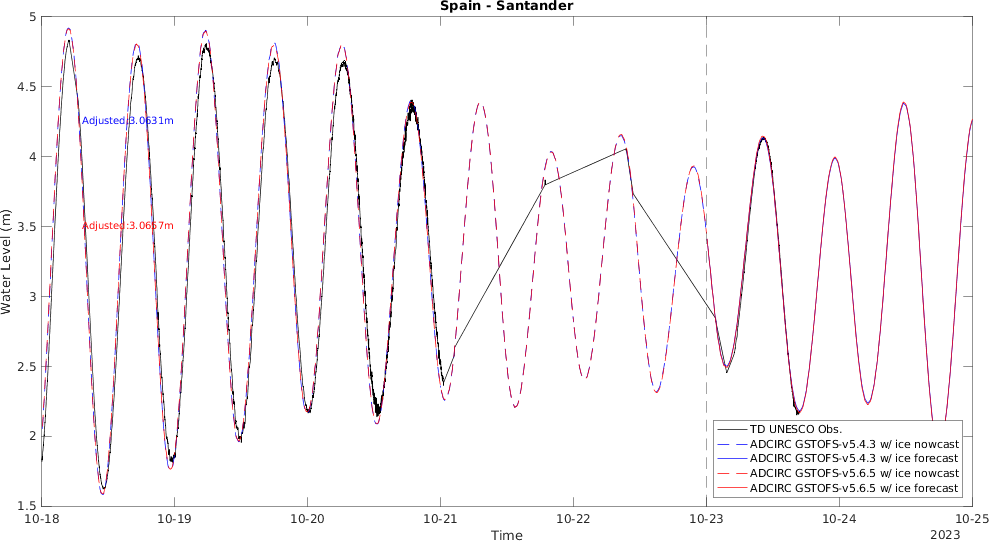 Spain - Santander
Water Level (m)
5
4.5
4
3.5
3
2.5
2
1.5
Adjusted:3.0631m
Adjusted:3.0657m
TD UNESCO Obs.
ADCIRC GSTOFS-v5.4.3 w/ ice nowcast
ADCIRC GSTOFS-v5.4.3 w/ ice forecast
ADCIRC GSTOFS-v5.6.5 w/ ice nowcast
ADCIRC GSTOFS-v5.6.5 w/ ice forecast
10-18 10-19 10-20 10-21 10-22 10-23 10-24 10-25
Time
2023